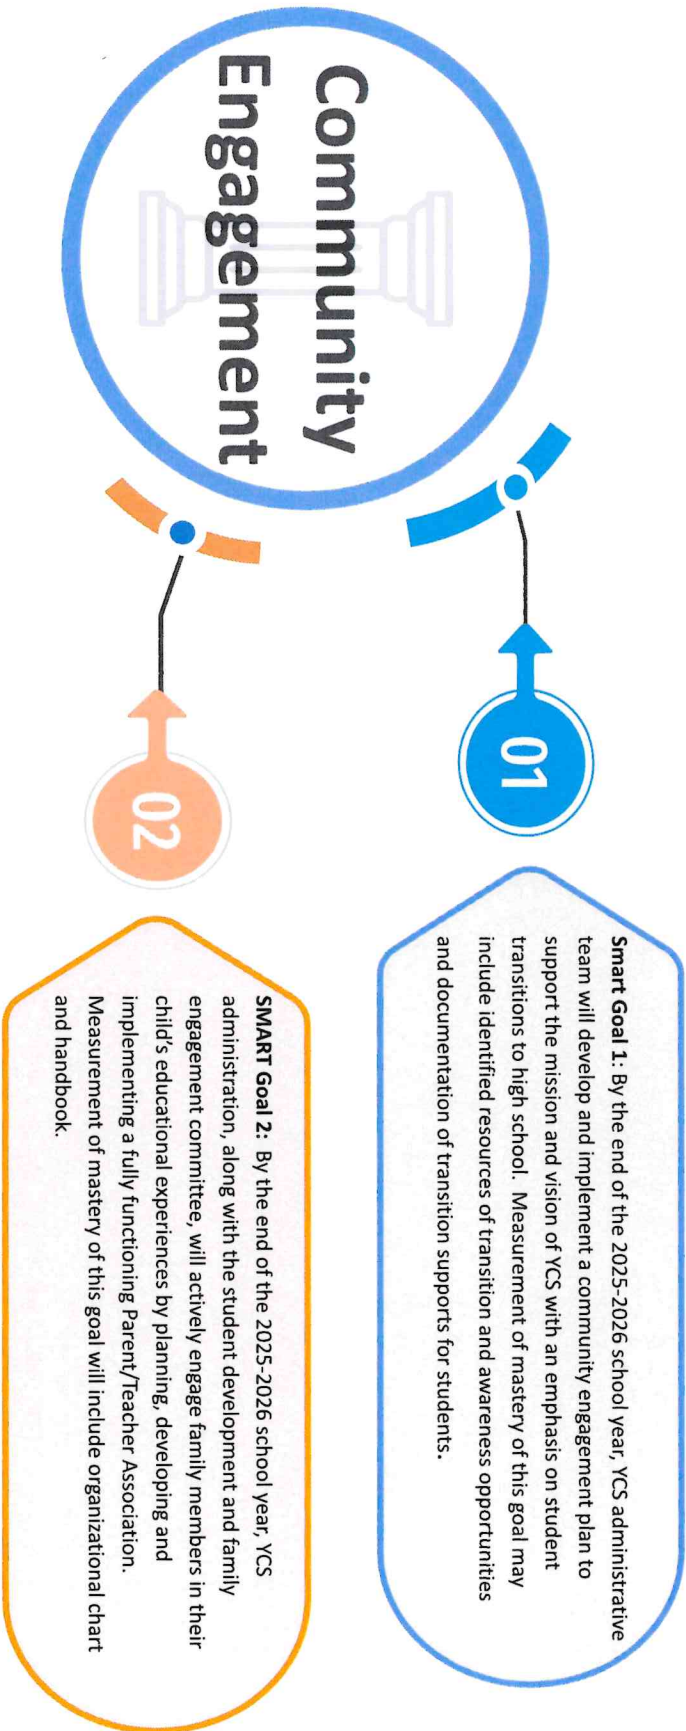 Community
Engagement
01
Smart Goal 1: By the end of the 2025-2026 school year, YCS administrative
team will develop and implement a community engagement plan to
support the mission and vision of YCS with an emphasis on student
transitions to high school.  Measurement of mastery of this goal may
include identified resources of transition and awareness opportunities
and documentation of transition supports for students.
02
SMART Goal 2:  By the end of the 2025-2026 school year, YCS
administration, along with the student development and family
engagement committee, will actively engage family members in their
child's educational experiences by planning, developing and
implementing a fully functioning Parent/Teacher Association.
Measurement of mastery of this goal will include organizational chart
and handbook.